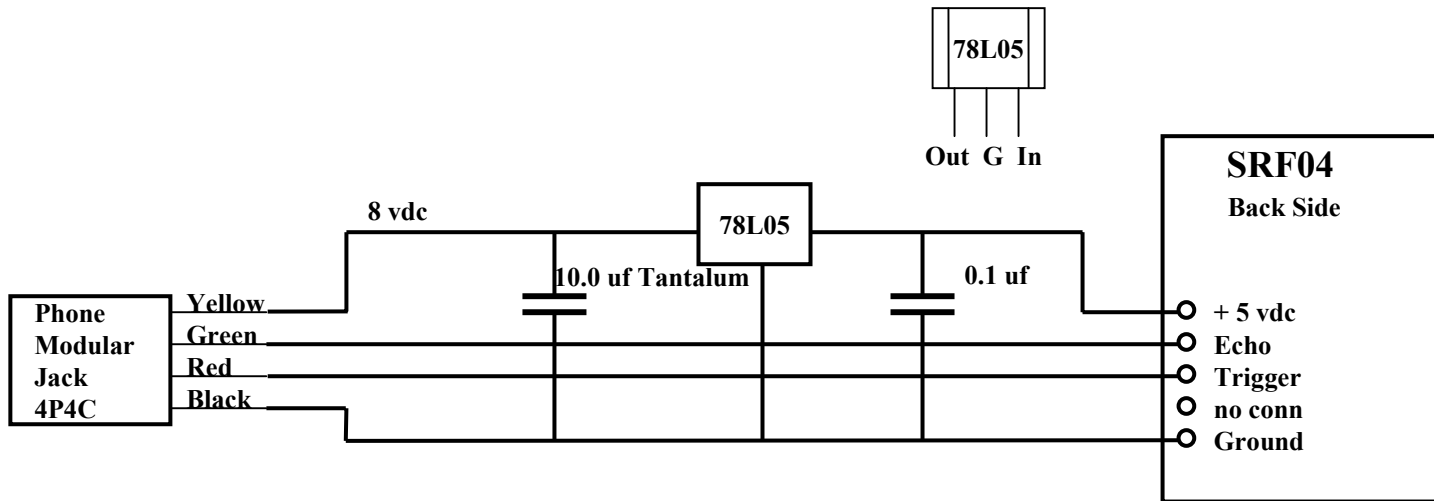 78L05
Out G In
SRF04
Back Side
8 vdc
78L05
10.0 uf Tantalum
0.1 uf
Phone
Modular
Jack
4P4C
Yellow
Green
Red
Black
+ 5 vdc
Echo
Trigger
no conn
Ground